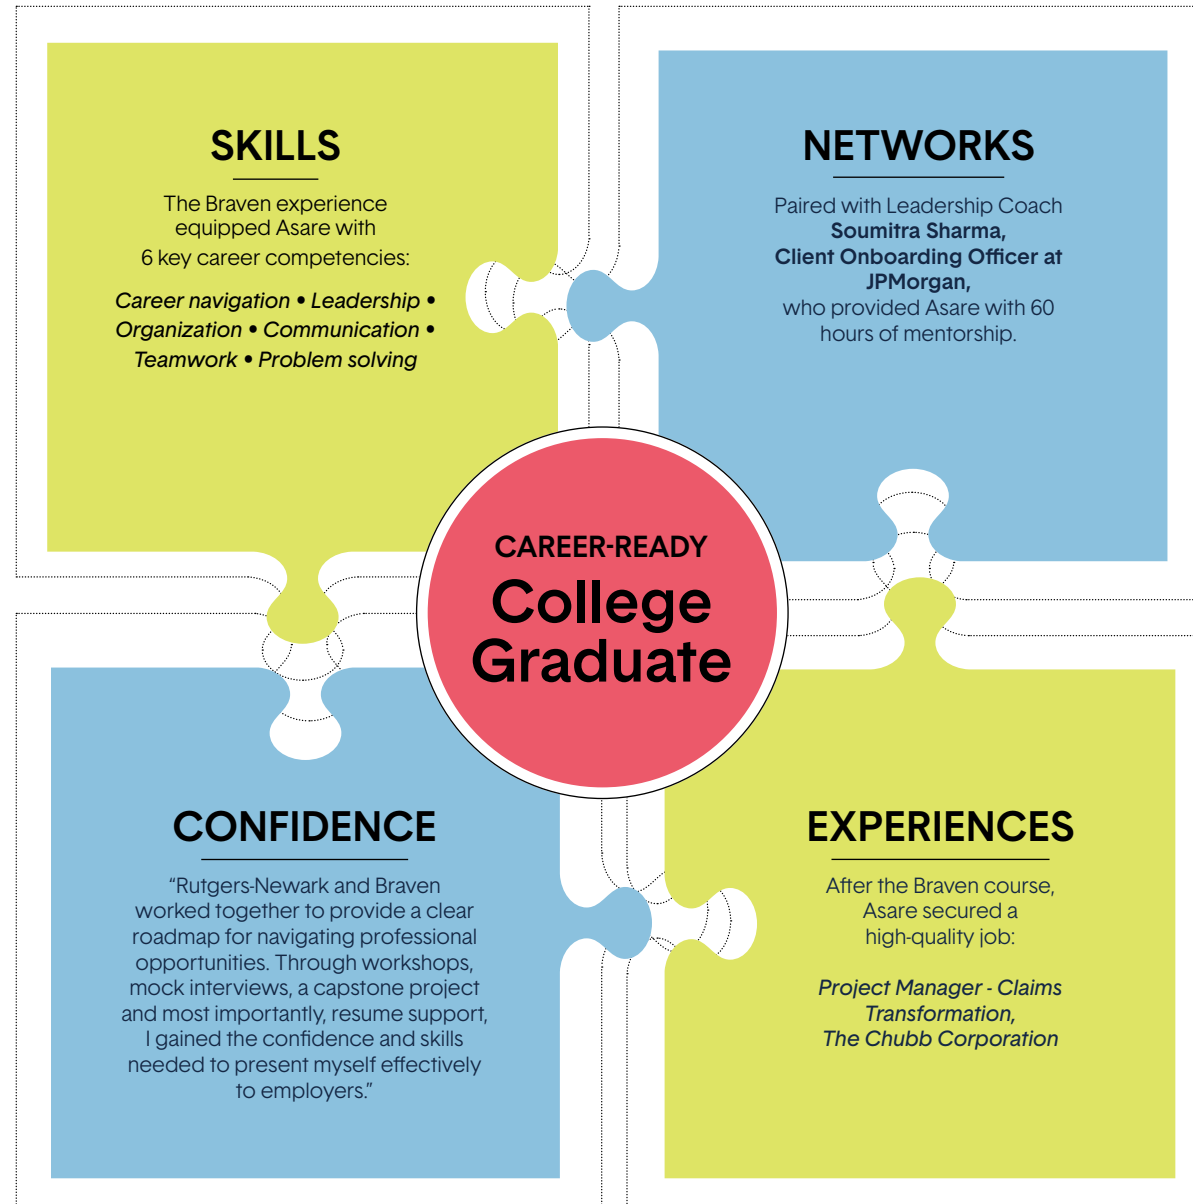 SKILLS
The Braven experience
equipped Asare with
6 key career competencies:
Career navigation • Leadership •
Organization • Communication •
Teamwork • Problem solving
NETWORKS
Paired with Leadership Coach
Soumitra Sharma,
Client Onboarding Officer at
JPMorgan,
who provided Asare with 60
hours of mentorship.
CAREER-READY
College
Graduate
CONFIDENCE
“Rutgers-Newark and Braven
worked together to provide a clear
roadmap for navigating professional
opportunities. Through workshops,
mock interviews, a capstone project
and most importantly, resume support,
I gained the confidence and skills
needed to present myself effectively
to employers.”
EXPERIENCES
After the Braven course,
Asare secured a
high-quality job:
Project Manager - Claims
Transformation,
The Chubb Corporation